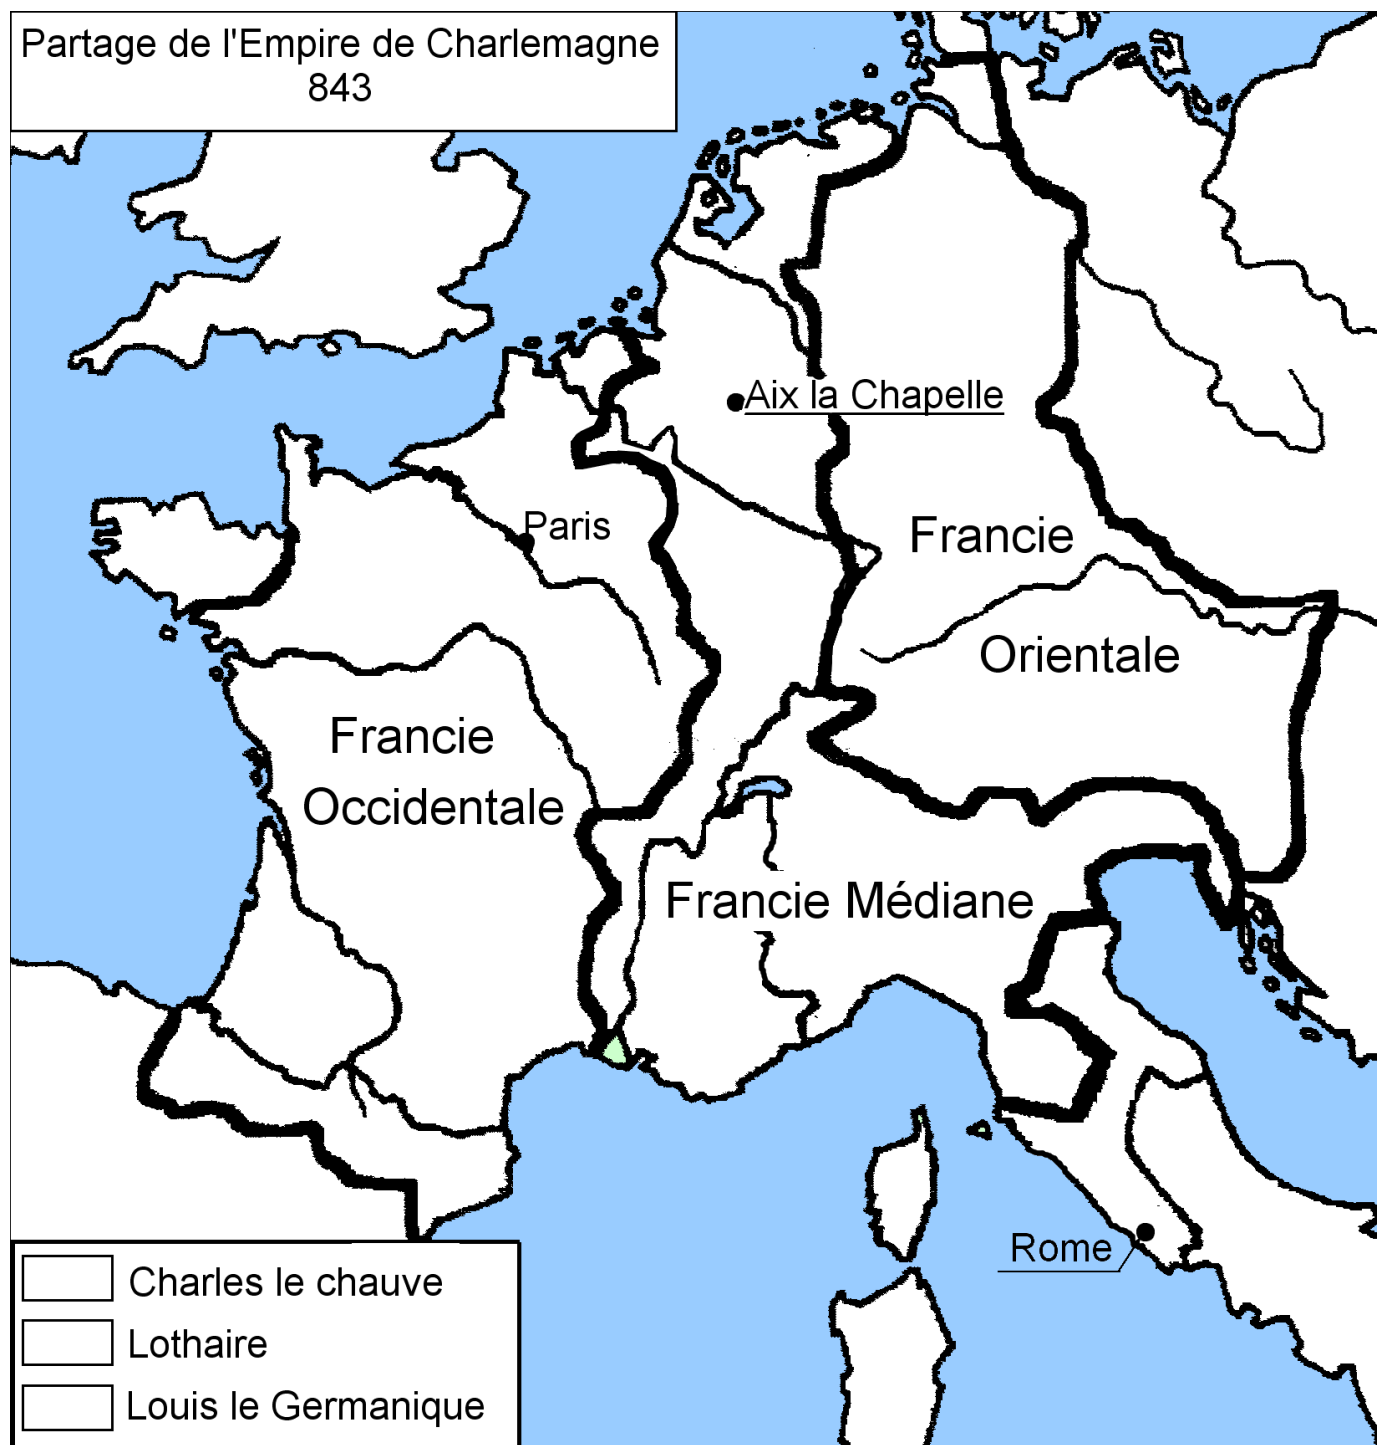 Partage de l'Empire de Charlemagne
843
Aix la Chapelle
Paris
Francie
Orientale
Francie
Occidentale
Francie Médiane
Rome
Charles le chauve
Lothaire
Louis le Germanique